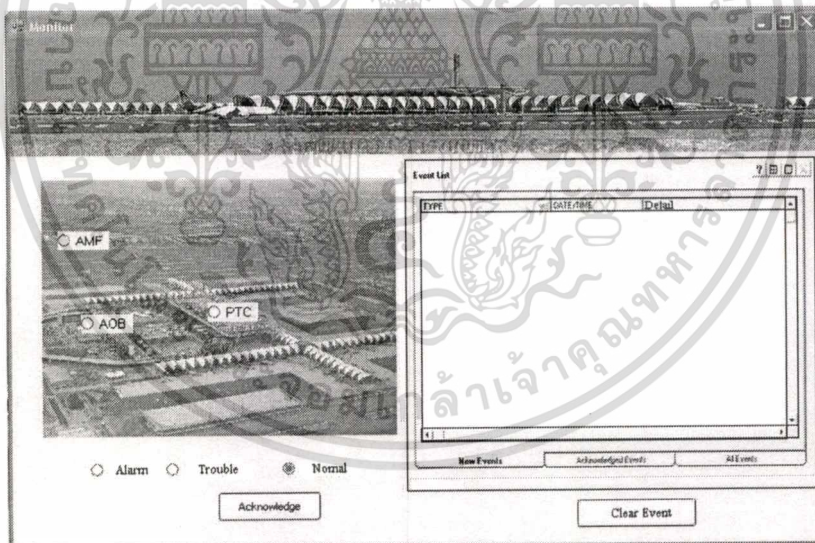 Monitor
Event List
TYPE DATE/TIME Detail
AMF
PTC
AOB
New Events Acknowledged Events All Events
Alarm Trouble Nomal
Acknowledge
Clear Event